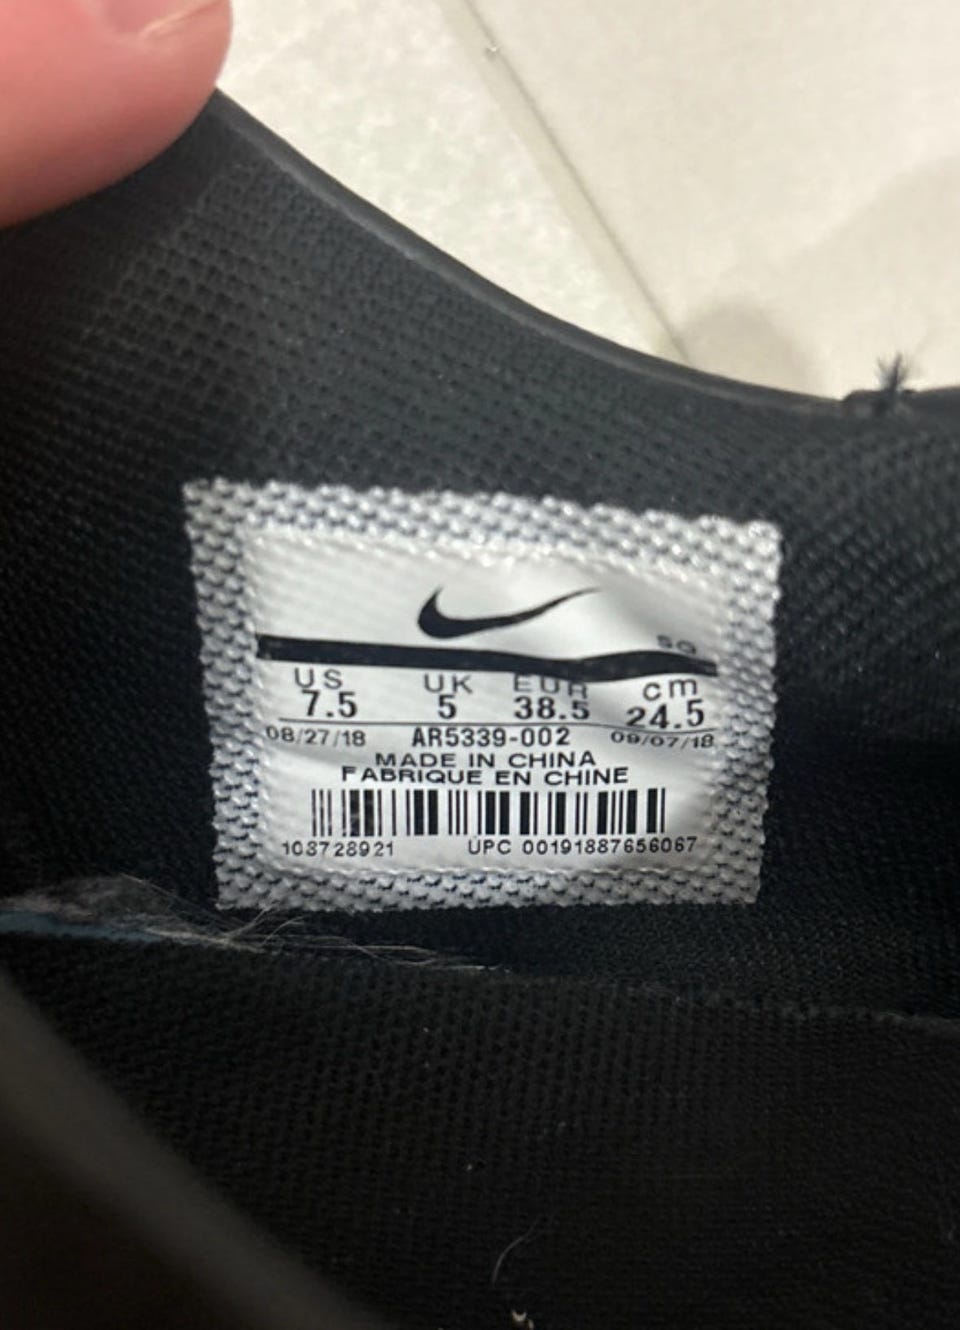 SG
US UK EUR cm
7.5 5 38.5 24.5
08/27/18 AR5339-002 09/07/18
MADE IN CHINA
FABRIQUE EN CHINE
103728921 UPC 00191887656067